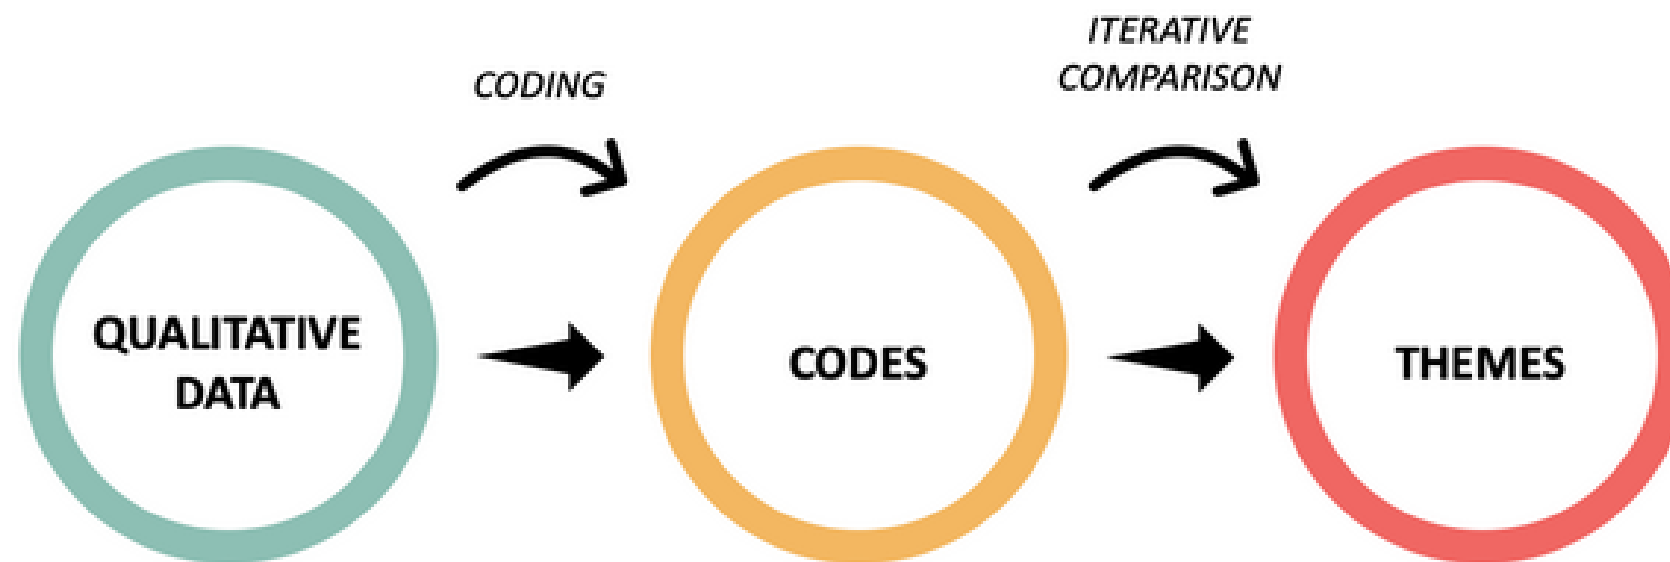 CODING
ITERATIVE
COMPARISON
QUALITATIVE
DATA
CODES
THEMES